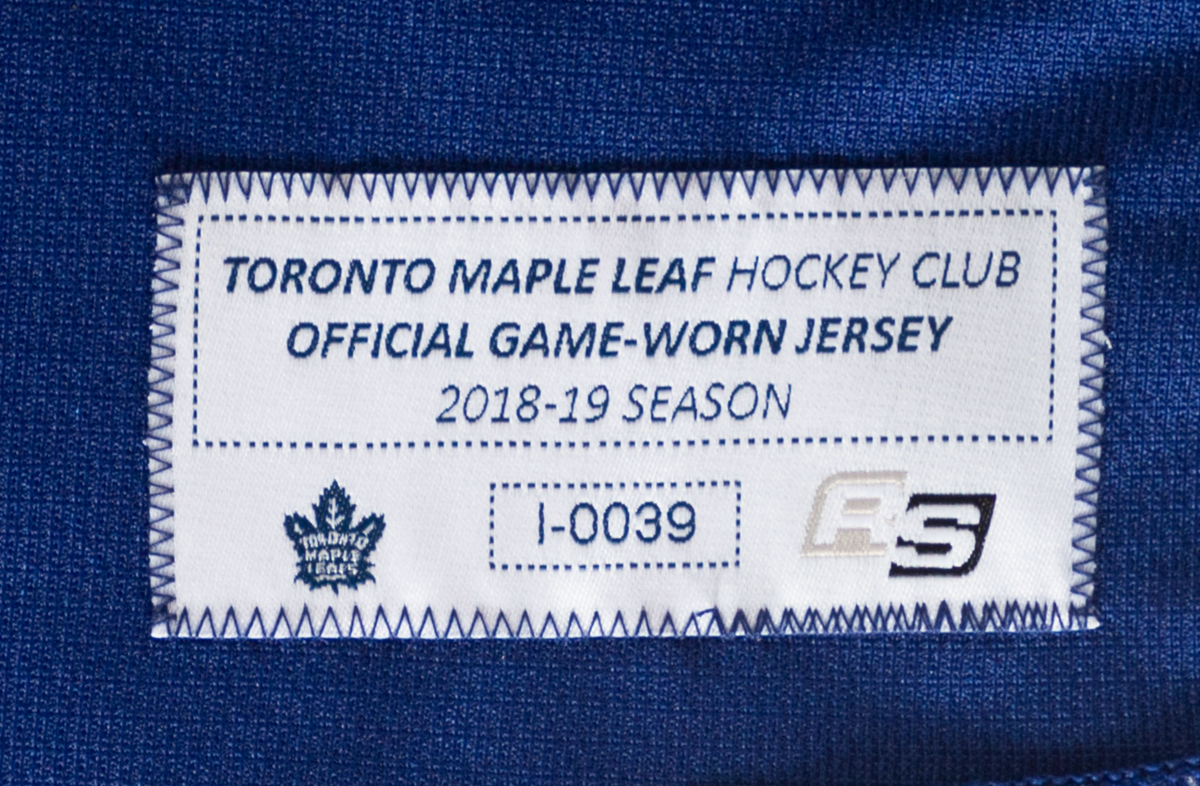 TORONTO MAPLE LEAF HOCKEY CLUB
OFFICIAL GAME-WORN JERSEY
2018-19 SEASON
TORONTO
MAPLE
LEAFS
I-0039
RS